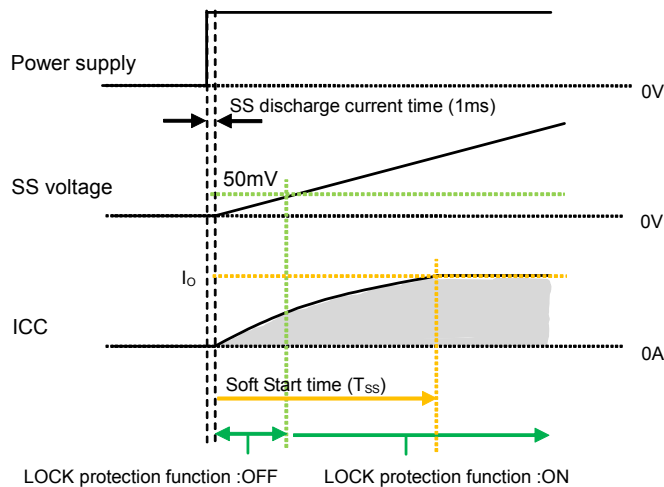 Power supply
0V
SS discharge current time (1ms)
50mV
SS voltage
0V
IO
ICC
0A
Soft Start time (TSS)
LOCK protection function :OFF
LOCK protection function :ON